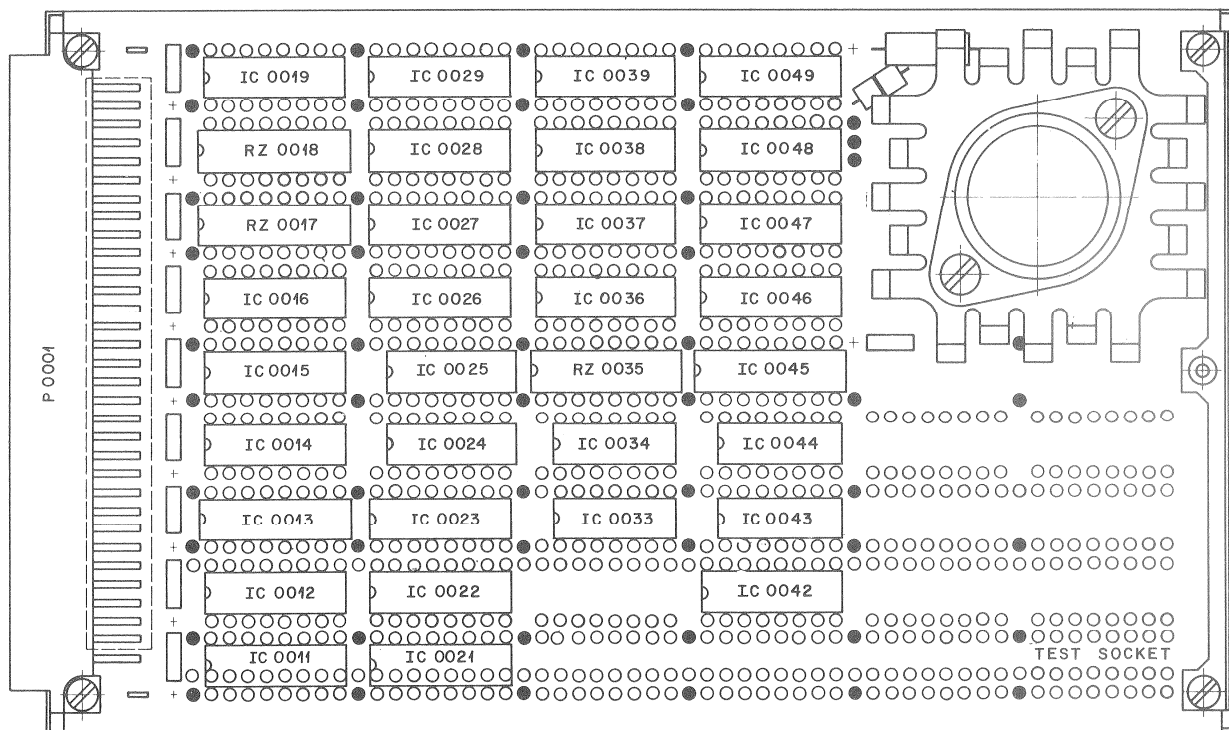 IC 0019 IC 0029 IC 0039 IC 0049
RZ 0018 IC 0028 IC 0038 IC 0048
RZ 0017 IC 0027 IC 0037 IC 0047
IC 0016 IC 0026 IC 0036 IC 0046
P 0001
IC 0015 IC 0025 RZ 0035 IC 0045
IC 0014 IC 0024 IC 0034 IC 0044
IC 0013 IC 0023 IC 0033 IC 0043
IC 0012 IC 0022 IC 0042
IC 0011 IC 0021
TEST SOCKET